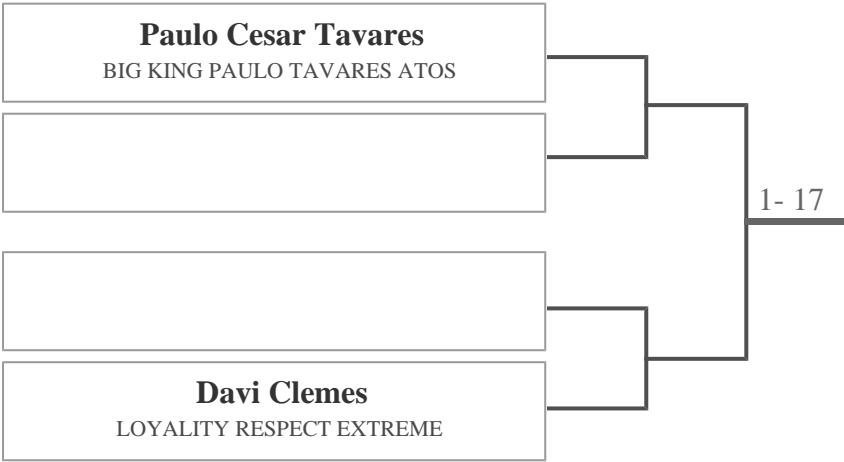 Paulo Cesar Tavares
BIG KING PAULO TAVARES ATOS
1- 17
Davi Clemes
LOYALITY RESPECT EXTREME